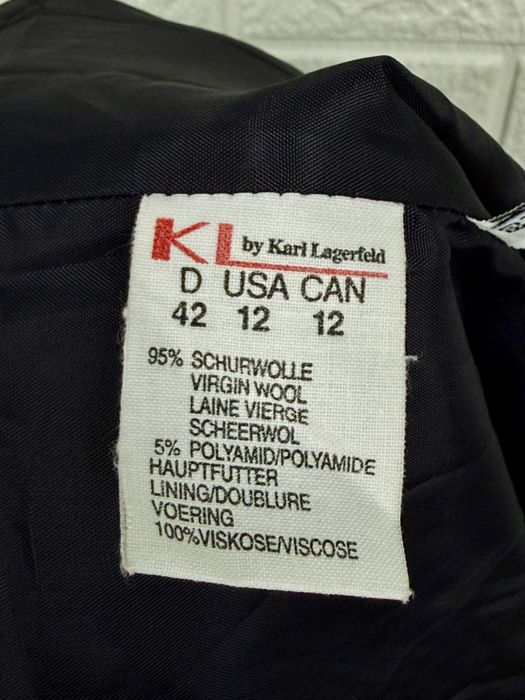 KL by Karl Lagerfeld
D USA CAN
42 12 12
95% SCHURWOLLE
VIRGIN WOOL
LAINE VIERGE
SCHEERWOL
5% POLYAMID/POLYAMIDE
HAUPTFUTTER
LINING/DOUBLURE
VOERING
100%VISKOSE/VISCOSE